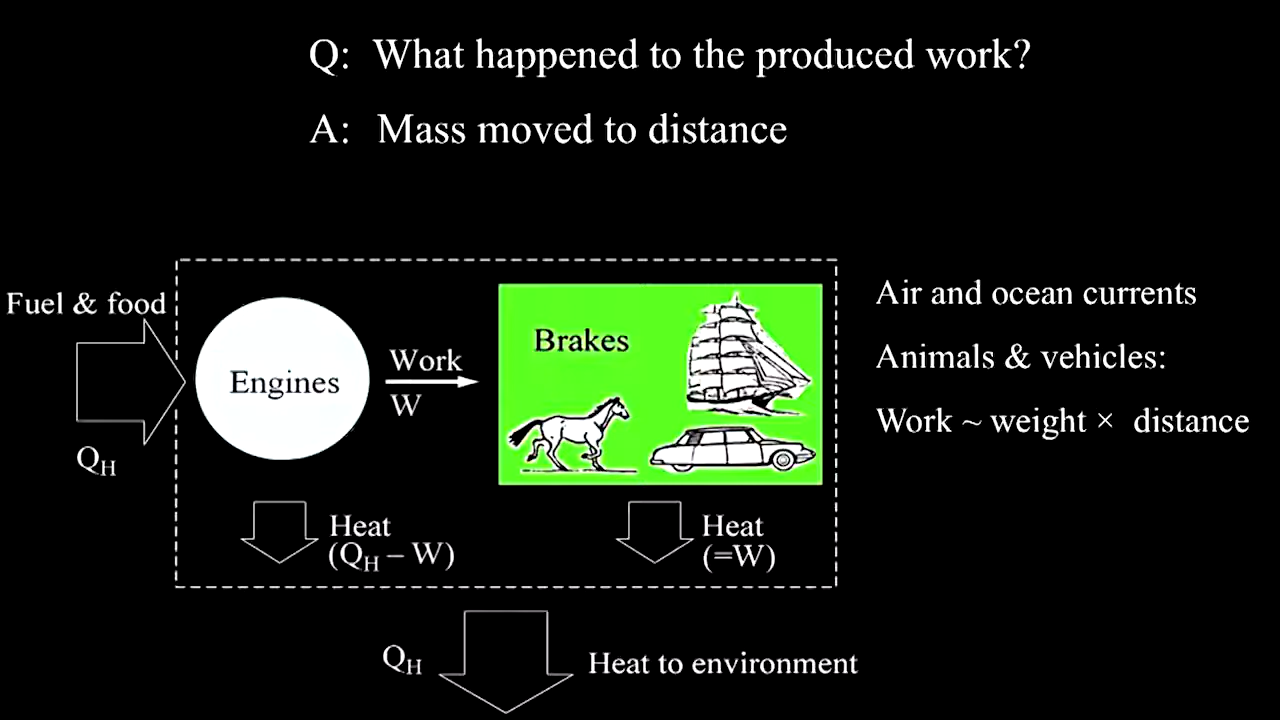 Q: What happened to the produced work?
A: Mass moved to distance
Fuel & food
Q_H
Engines
Work
W
Brakes
Heat
(Q_H – W)
Heat
(=W)
Air and ocean currents
Animals & vehicles:
Work ~ weight × distance
Q_H
Heat to environment